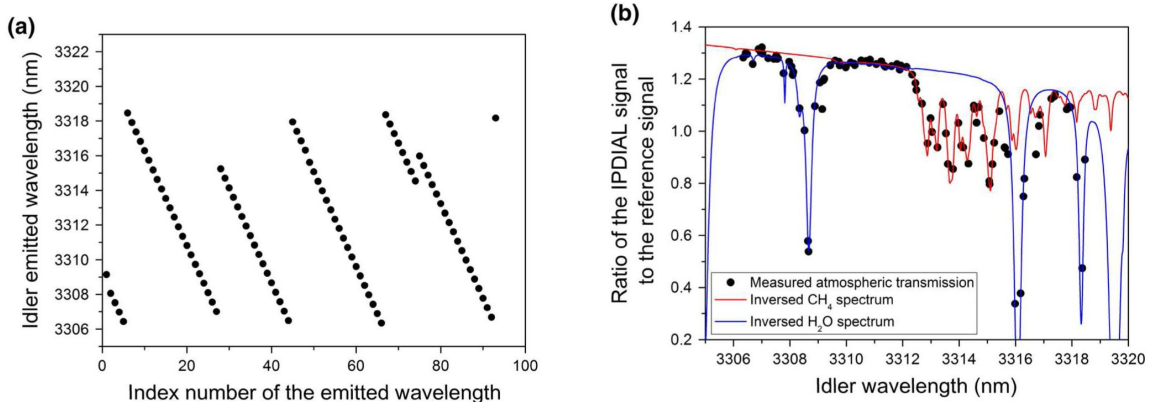 (a)
Idler emitted wavelength (nm)
3322
3320
3318
3316
3314
3312
3310
3308
3306
0 20 40 60 80 100
Index number of the emitted wavelength
(b)
Ratio of the IPDIAL signal
to the reference signal
1.4
1.2
1.0
0.8
0.6
0.4
0.2
Measured atmospheric transmission
Inversed CH₄ spectrum
Inversed H₂O spectrum
3306 3308 3310 3312 3314 3316 3318 3320
Idler wavelength (nm)